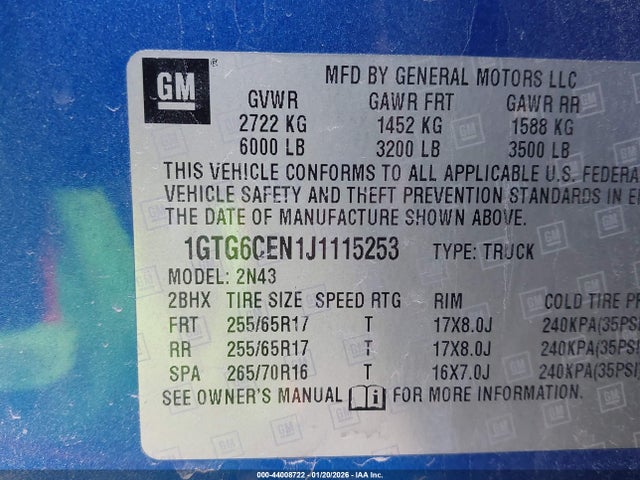 GM
®
MFD BY GENERAL MOTORS LLC
GVWR GAWR FRT GAWR RR
2722 KG 1452 KG 1588 KG
6000 LB 3200 LB 3500 LB
THIS VEHICLE CONFORMS TO ALL APPLICABLE U.S. FEDERA
VEHICLE SAFETY AND THEFT PREVENTION STANDARDS IN E
THE DATE OF MANUFACTURE SHOWN ABOVE.
1GTG6CEN1J1115253 TYPE: TRUCK
MODEL: 2N43
2BHX TIRE SIZE SPEED RTG RIM COLD TIRE PR
FRT 255/65R17 T 17X8.0J 240KPA(35PSI
RR 255/65R17 T 17X8.0J 240KPA(35PSI)
SPA 265/70R16 T 16X7.0J 240KPA(35PSI
SEE OWNER'S MANUAL FOR MORE INFORMATION.
000-44008722 - 01/20/2026 - IAA Inc.